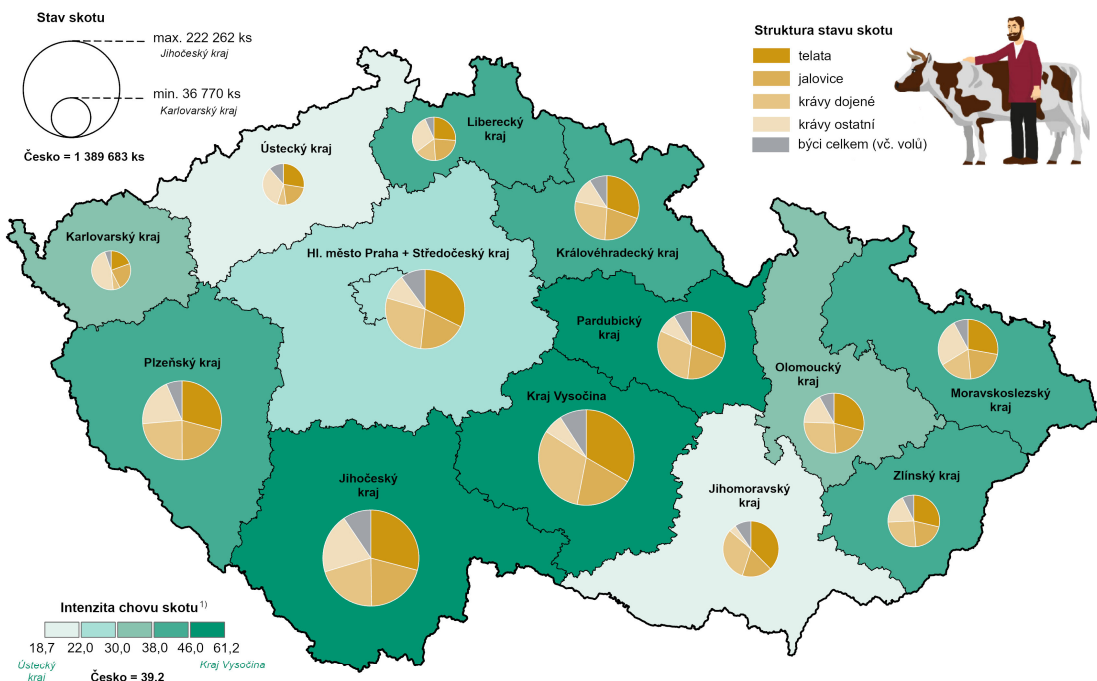 Stav skotu
max. 222 262 ks
Jihočeský kraj
min. 36 770 ks
Karlovarský kraj
Česko = 1 389 683 ks
Struktura stavu skotu
telata
jalovice
krávy dojené
krávy ostatní
býci celkem (vč. volů)
Liberecký
kraj
Ústecký kraj
Karlovarský kraj
Hl. město Praha + Středočeský kraj
Královéhradecký kraj
Pardubický
kraj
Plzeňský kraj
Olomoucký
kraj
Moravskoslezský
kraj
Kraj Vysočina
Jihočeský
kraj
Jihomoravský
kraj
Zlínský kraj
Intenzita chovu skotu 1)
18,7 22,0 30,0 38,0 46,0 61,2
Ústecký
kraj
Kraj Vysočina
Česko = 39,2